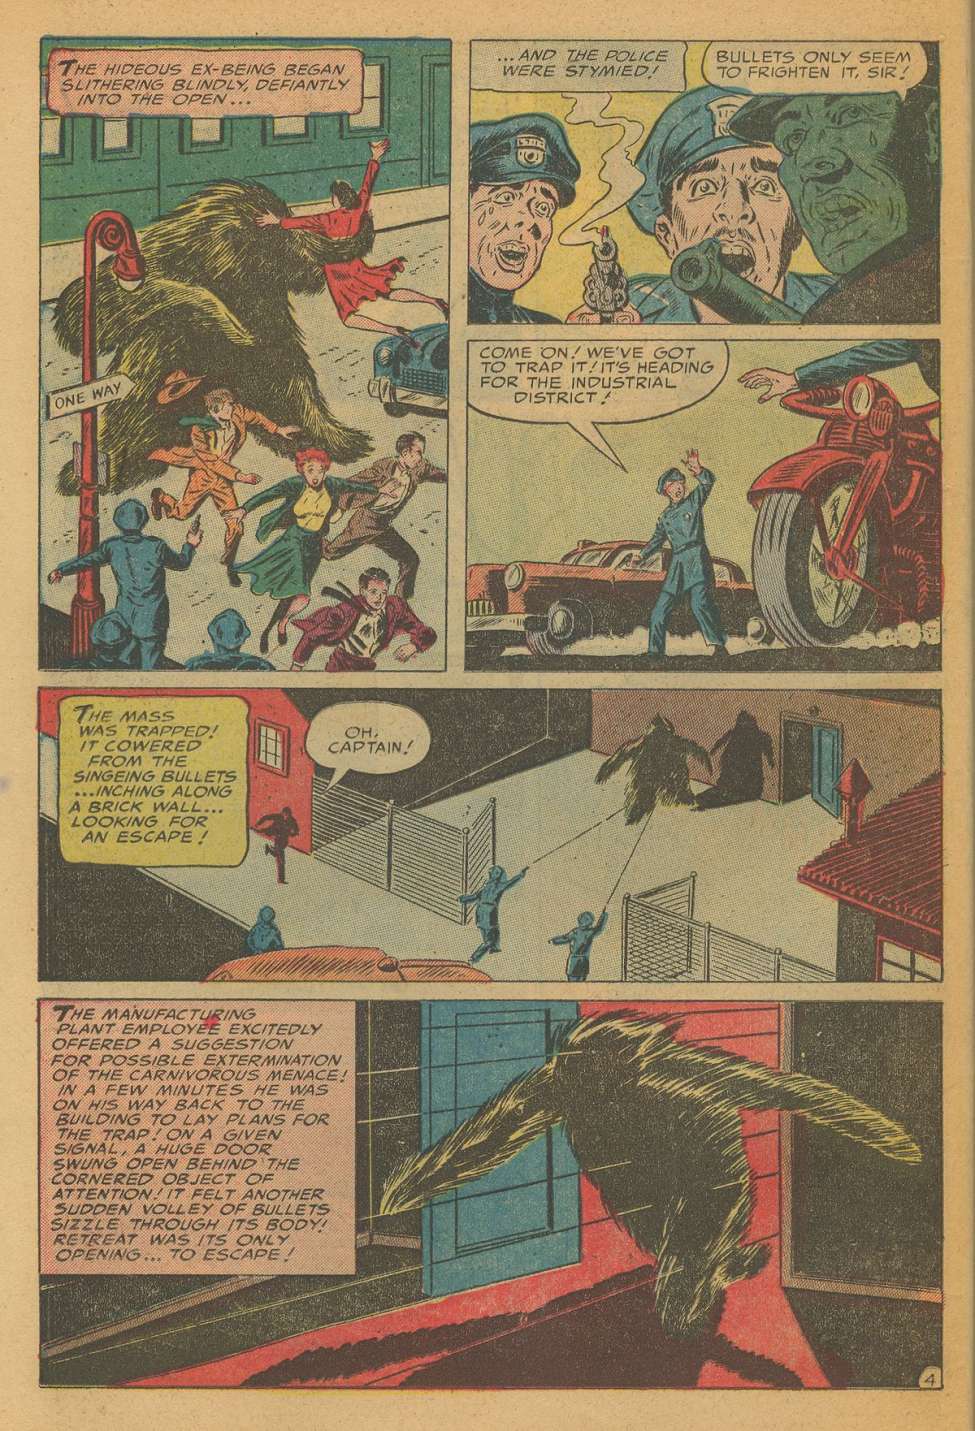 THE HIDEOUS EX-BEING BEGAN
SLITHERING BLINDLY, DEFIANTLY
INTO THE OPEN...
ONE WAY
...AND THE POLICE
WERE STYMIED!
BULLETS ONLY SEEM
TO FRIGHTEN IT, SIR!
COME ON! WE'VE GOT
TO TRAP IT! IT'S HEADING
FOR THE INDUSTRIAL
DISTRICT!
THE MASS
WAS TRAPPED!
IT COWERED
FROM THE
SINGEING BULLETS
...INCHING ALONG
A BRICK WALL...
LOOKING FOR
AN ESCAPE!
OH,
CAPTAIN!
THE MANUFACTURING
PLANT EMPLOYEE EXCITEDLY
OFFERED A SUGGESTION
FOR POSSIBLE EXTERMINATION
OF THE CARNIVOROUS MENACE!
IN A FEW MINUTES HE WAS
ON HIS WAY BACK TO THE
BUILDING TO LAY PLANS FOR
THE TRAP! ON A GIVEN
SIGNAL, A HUGE DOOR
SWUNG OPEN BEHIND THE
CORNERED OBJECT OF
ATTENTION! IT FELT ANOTHER
SUDDEN VOLLEY OF BULLETS
SIZZLE THROUGH ITS BODY!
RETREAT WAS ITS ONLY
OPENING... TO ESCAPE!
4